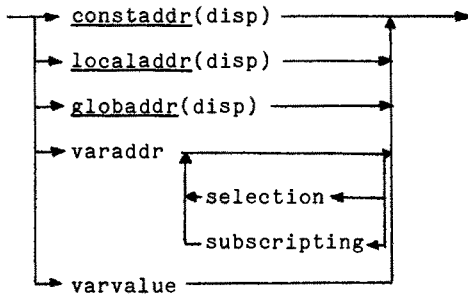 constaddr(disp)
localaddr(disp)
globaddr(disp)
varaddr
selection
subscripting
varvalue